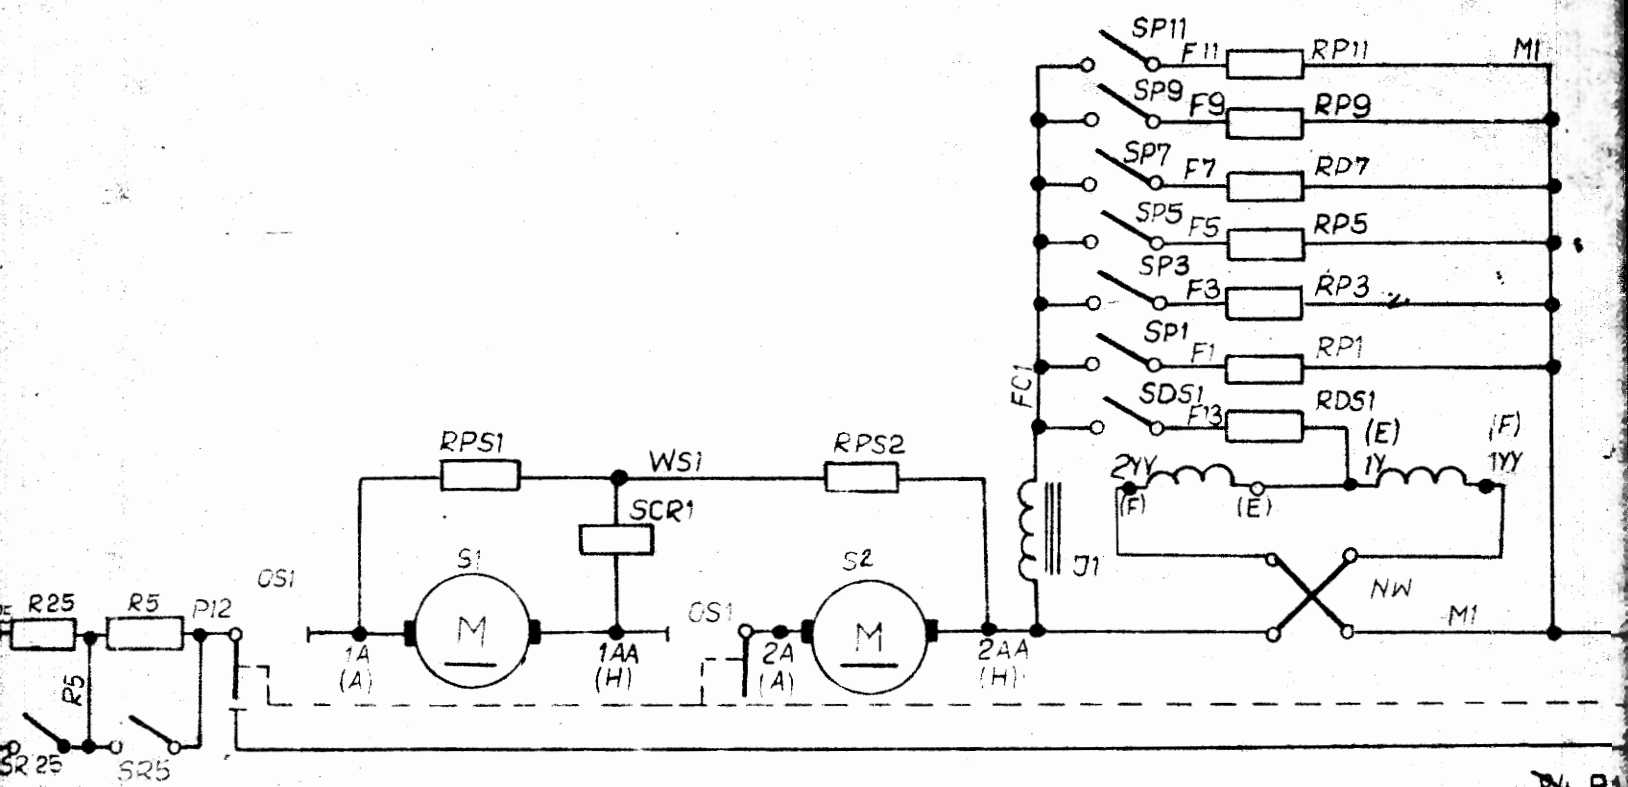 SP11
F11
RP11
M1
SP9
F9
RP9
SP7
F7
RP7
SP5
F5
RP5
SP3
F3
RP3
SP1
F1
RP1
FC1
SDS1
F13
RDS1
(E)
(F)
2YY
1Y
1YY
(F)
(E)
RPS1
WS1
RPS2
SCR1
S1
S2
J1
OS1
OS1
NW
R25
R5
P12
M
M
M1
1A
(A)
1AA
(H)
2A
(A)
2AA
(H)
R5
SR25
SR5